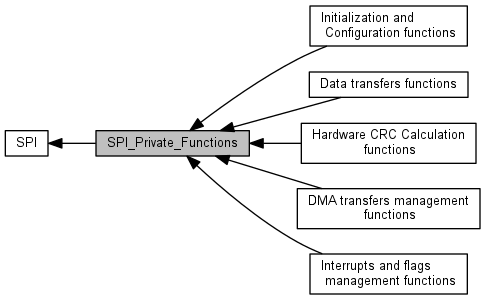 Initialization and
Configuration functions
Data transfers functions
Hardware CRC Calculation
functions
SPI
SPI_Private_Functions
DMA transfers management
functions
Interrupts and flags
management functions